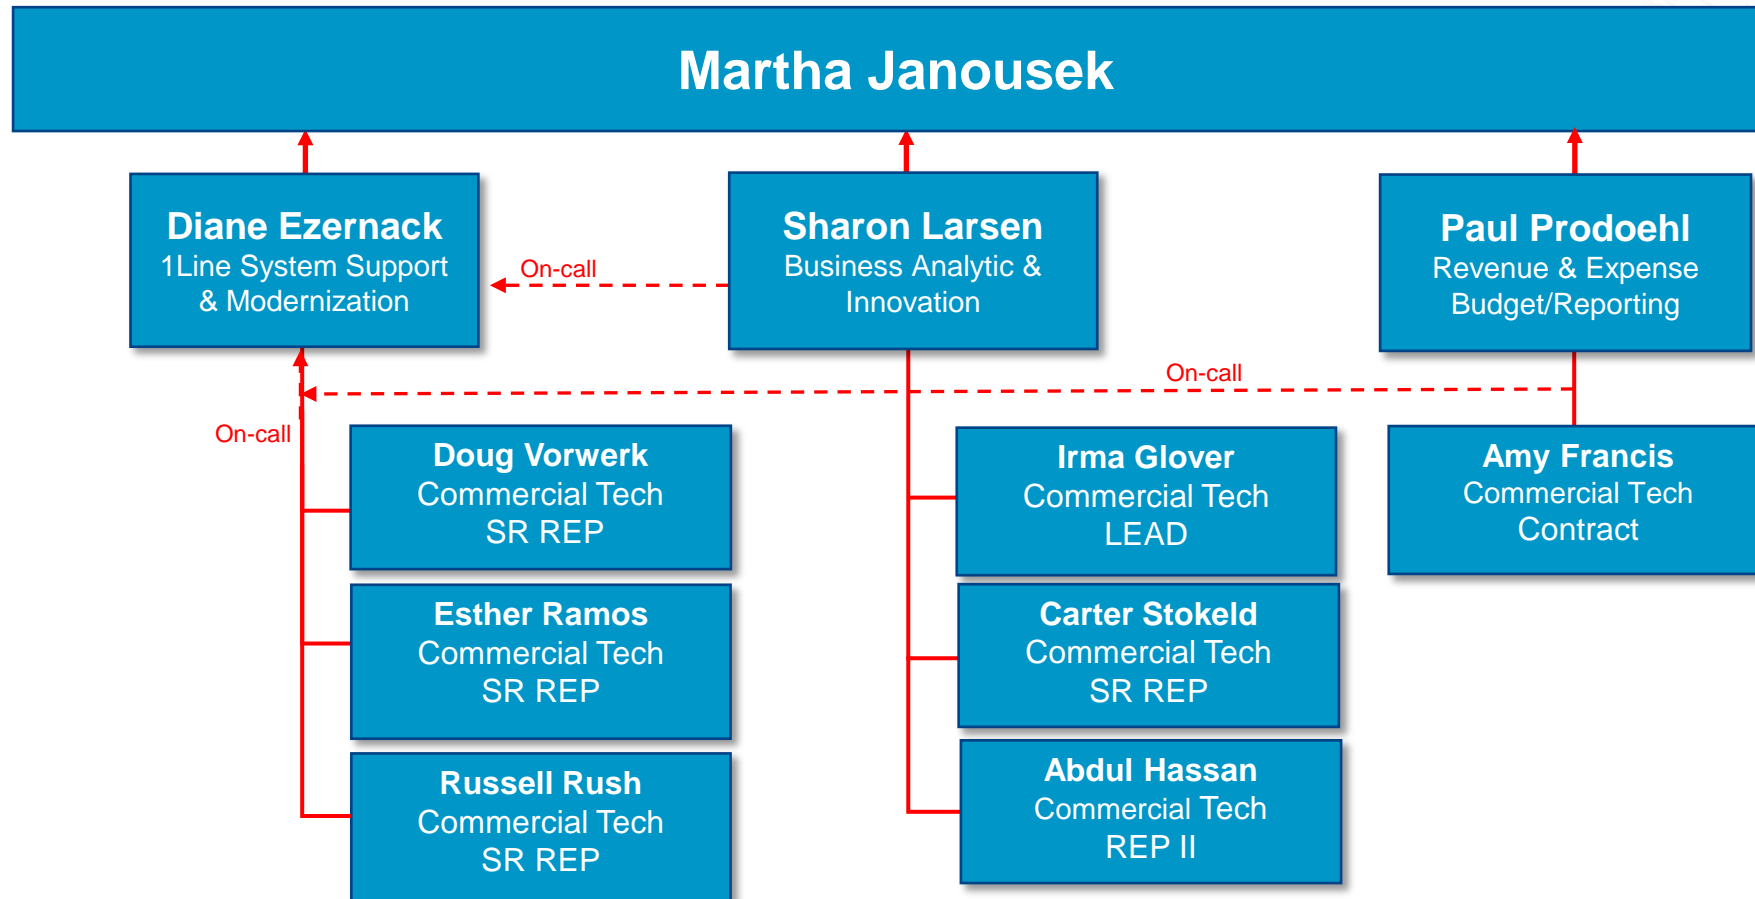 Martha Janousek
Diane Ezernack
1Line System Support
& Modernization
On-call
Sharon Larsen
Business Analytic &
Innovation
Paul Prodoehl
Revenue & Expense
Budget/Reporting
On-call
On-call
Doug Vorwerk
Commercial Tech
SR REP
Esther Ramos
Commercial Tech
SR REP
Russell Rush
Commercial Tech
SR REP
Irma Glover
Commercial Tech
LEAD
Carter Stokeld
Commercial Tech
SR REP
Abdul Hassan
Commercial Tech
REP II
Amy Francis
Commercial Tech
Contract